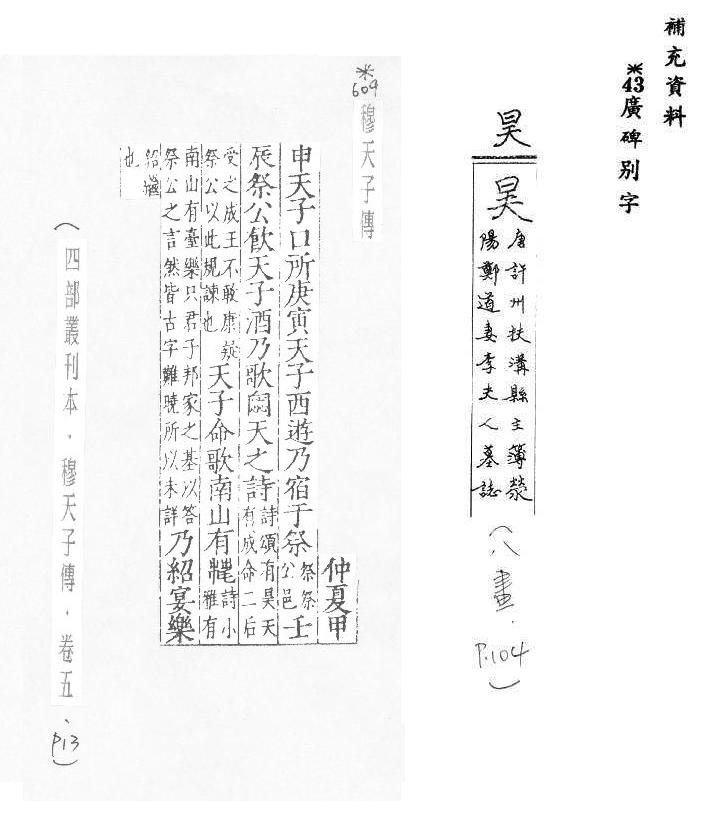 補充資料
*43廣碑別字
昊
昊
唐許州扶溝縣主簿滎
陽鄭道妻李夫人墓誌
(八畫.
P.104)
*609
穆天子傳
仲夏甲
申天子口所庚寅天子西遊乃宿于祭祭邑祭公壬
辰祭公飲天子酒乃歌天之詩詩頌有昊天有成命二后
受之成王不敢康疑祭公以此規諫也天子命歌南山有詩小雅有
南山有臺樂只君子邦家之基以答祭公之言然皆古字難曉所以未詳乃紹宴樂
紹繼也
(四部叢刊本．穆天子傳．卷五、P13)